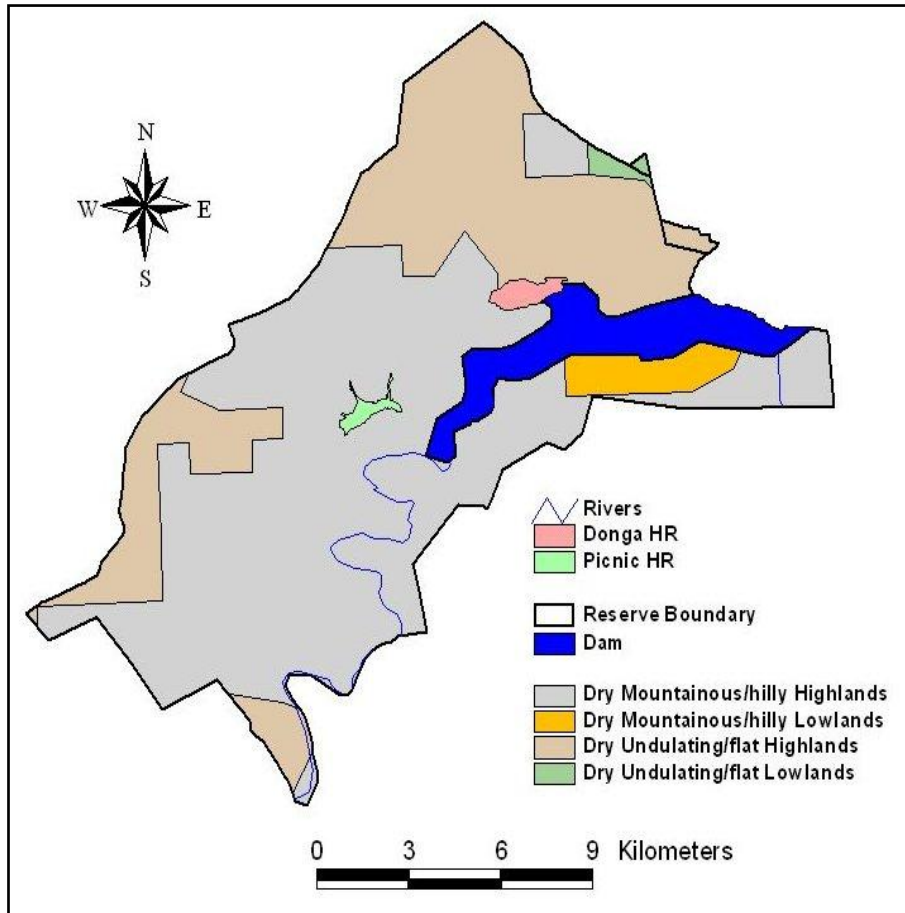 N
W E
S
Rivers
Donga HR
Picnic HR
Reserve Boundary
Dam
Dry Mountainous/hilly Highlands
Dry Mountainous/hilly Lowlands
Dry Undulating/flat Highlands
Dry Undulating/flat Lowlands
0 3 6 9 Kilometers